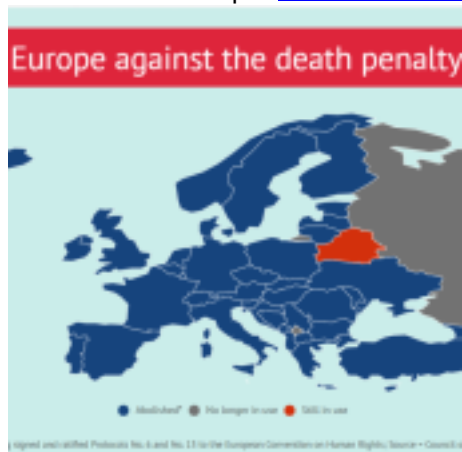 Europe against the death penalty
Abolished* No longer in use Still in use
signed and ratified Protocols No. 6 and No. 13 to the European Convention on Human Rights; Source • Council